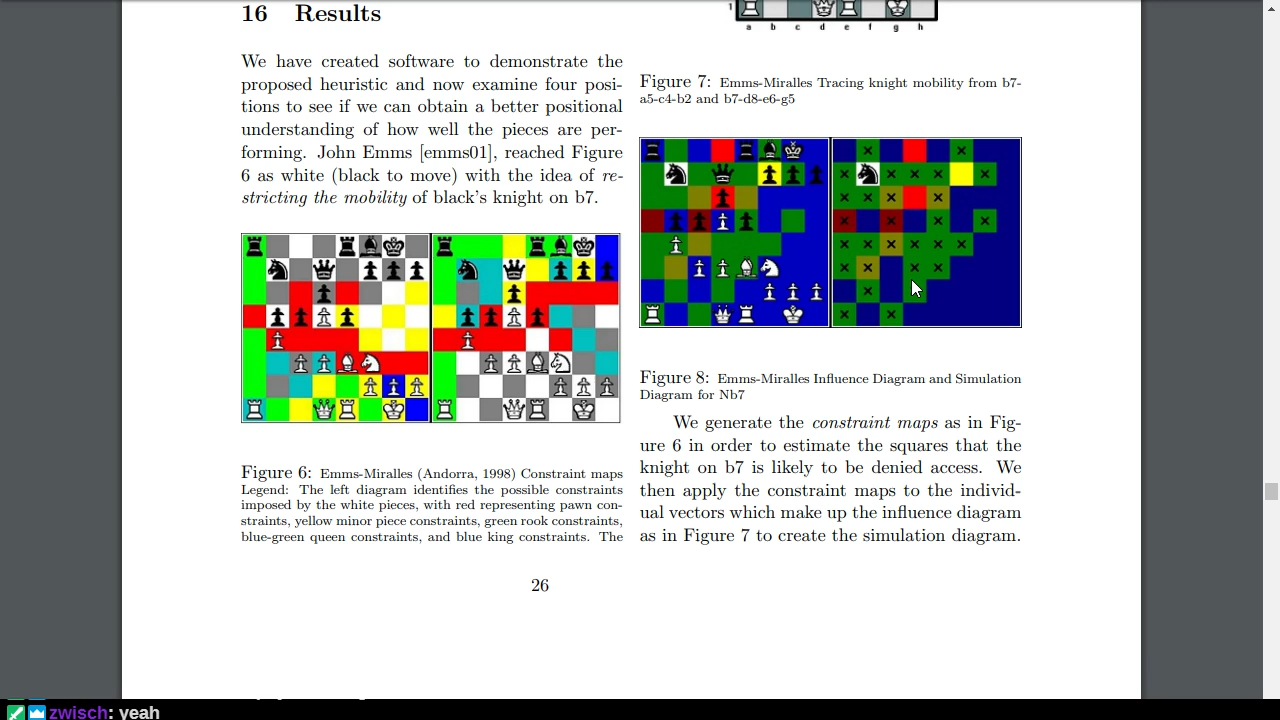 16 Results
We have created software to demonstrate the
proposed heuristic and now examine four posi-
tions to see if we can obtain a better positional
understanding of how well the pieces are per-
forming. John Emms [emms01], reached Figure
6 as white (black to move) with the idea of re-
stricting the mobility of black's knight on b7.
Figure 6: Emms-Miralles (Andorra, 1998) Constraint maps
Legend: The left diagram identifies the possible constraints
imposed by the white pieces, with red representing pawn con-
straints, yellow minor piece constraints, green rook constraints,
blue-green queen constraints, and blue king constraints. The
1
a b c d e f g h
Figure 7: Emms-Miralles Tracing knight mobility from b7-
a5-c4-b2 and b7-d8-e6-g5
Figure 8: Emms-Miralles Influence Diagram and Simulation
Diagram for Nb7
We generate the constraint maps as in Fig-
ure 6 in order to estimate the squares that the
knight on b7 is likely to be denied access. We
then apply the constraint maps to the individ-
ual vectors which make up the influence diagram
as in Figure 7 to create the simulation diagram.
26
zwisch: yeah